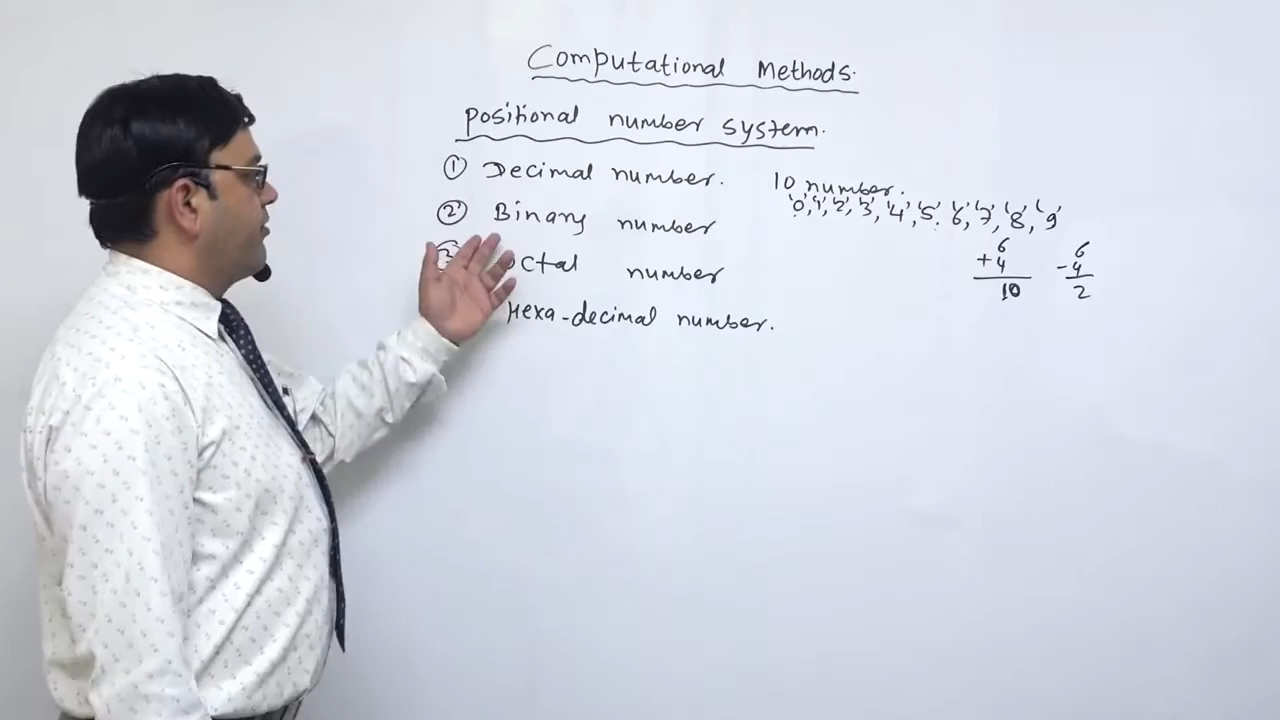 Computational Methods.
Positional number system.
① Decimal number. 10 number.
'0', '1', '2', '3', '4', '5', '6', '7', '8', '9'
② Binary number
Octal number
Hexa-decimal number.
6
+ 4
10
6
- 4
2